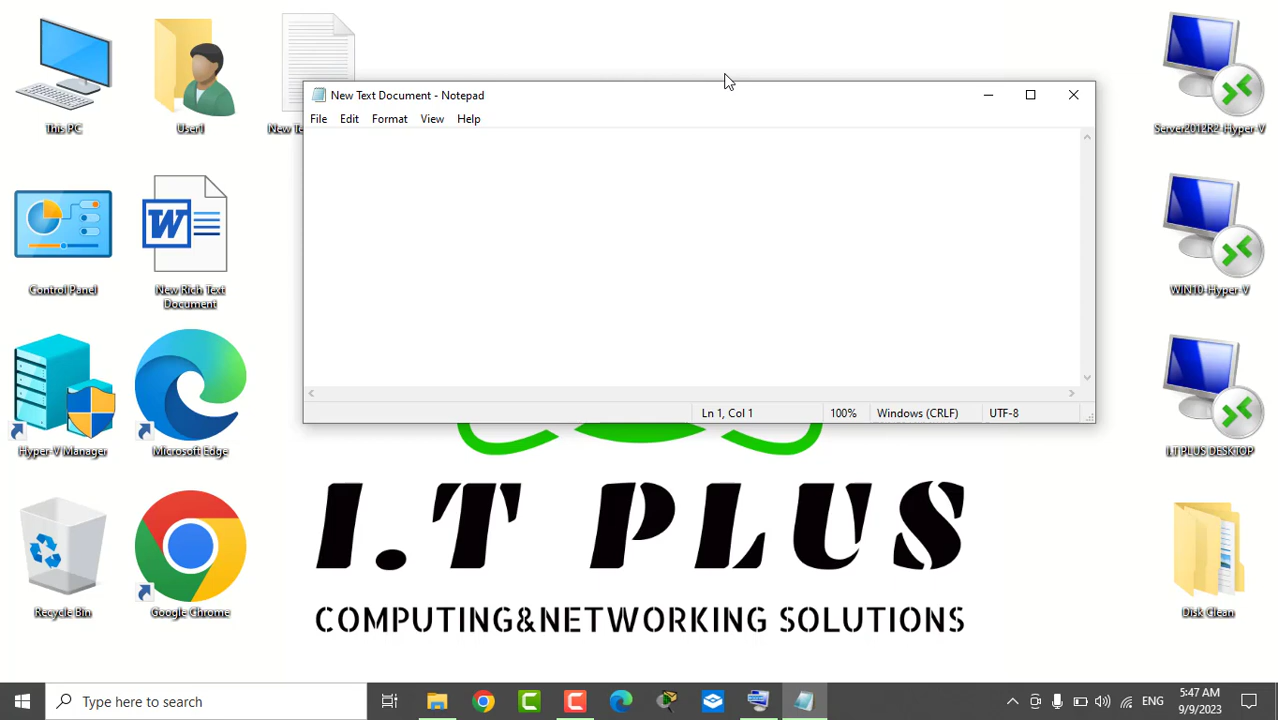 New Text Document - Notepad
File Edit Format View Help
Ln 1, Col 1 100% Windows (CRLF) UTF-8
This PC
User1
New Te
Control Panel
New Rich Text
Document
Hyper-V Manager
Microsoft Edge
Recycle Bin
Google Chrome
Server2012R2-Hyper-V
WIN10-Hyper-V
I.T PLUS DESKTOP
Disk Clean
I.T PLUS
COMPUTING&NETWORKING SOLUTIONS
Type here to search
ENG
5:47 AM
9/9/2023